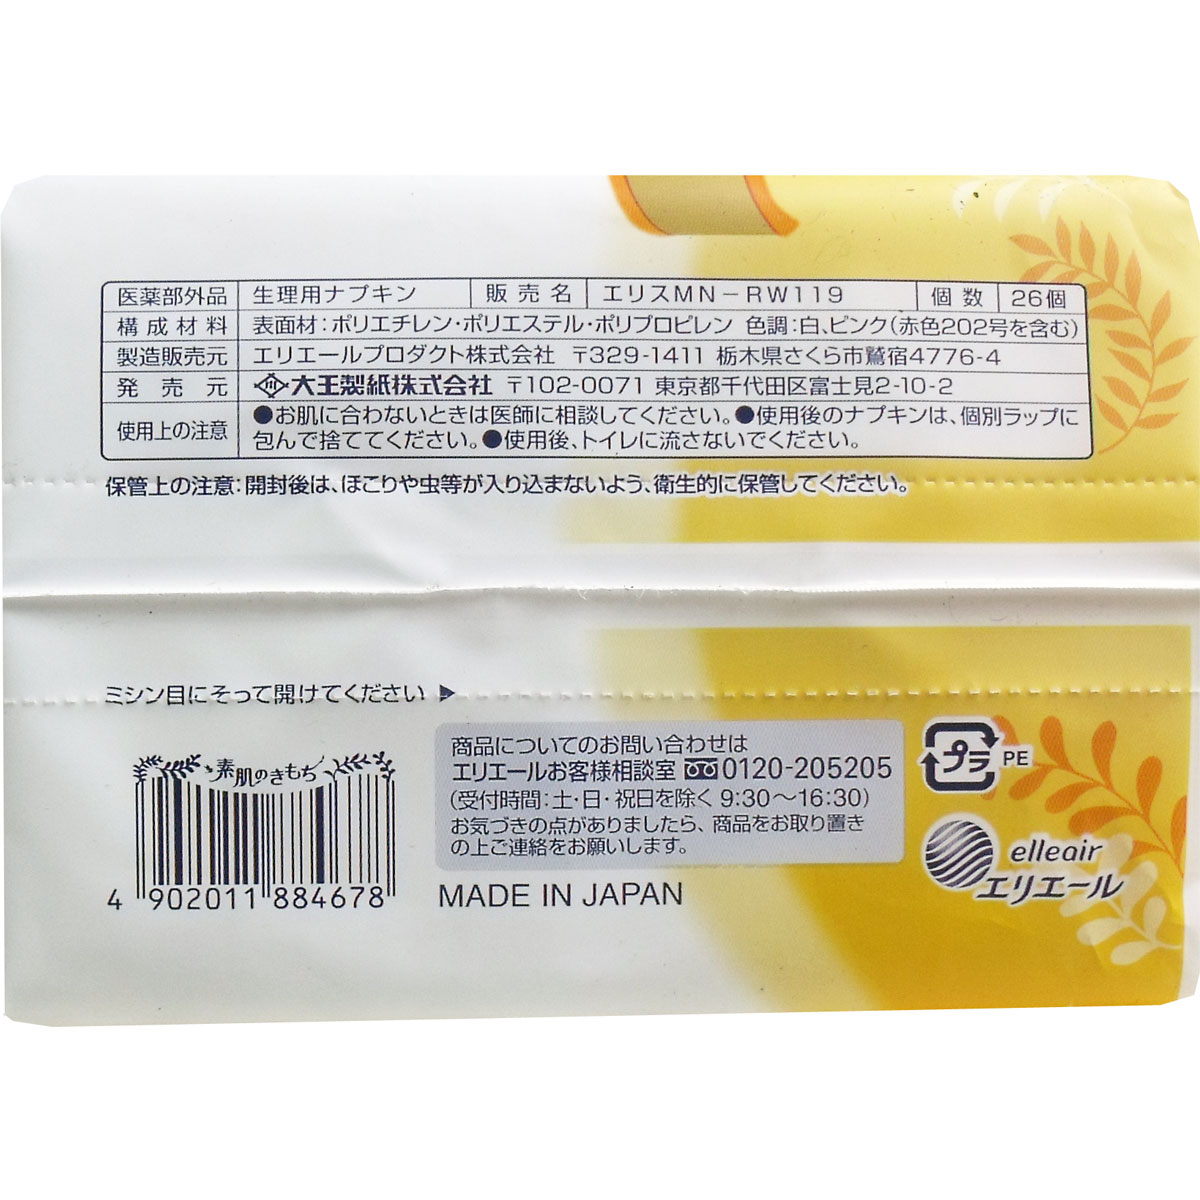 医薬部外品 生理用ナプキン 販売名 エリスMN－RW119 個数 26個
構成材料 表面材：ポリエチレン・ポリエステル・ポリプロピレン 色調：白、ピンク（赤色202号を含む）
製造販売元 エリエールプロダクト株式会社 〒329-1411 栃木県さくら市鷲宿4776-4
発売元 大王製紙株式会社 〒102-0071 東京都千代田区富士見2-10-2
使用上の注意 ●お肌に合わないときは医師に相談してください。●使用後のナプキンは、個別ラップに
包んで捨ててください。●使用後、トイレに流さないでください。
保管上の注意：開封後は、ほこりや虫等が入り込まないよう、衛生的に保管してください。
ミシン目にそって開けてください ▶
素肌のきもち
4 902011 884678
商品についてのお問い合わせは
エリエールお客様相談室 0120-205205
（受付時間：土・日・祝日を除く 9:30～16:30）
お気づきの点がありましたら、商品をお取り置き
の上ご連絡をお願いします。
MADE IN JAPAN
プラ PE
elleair
エリエール